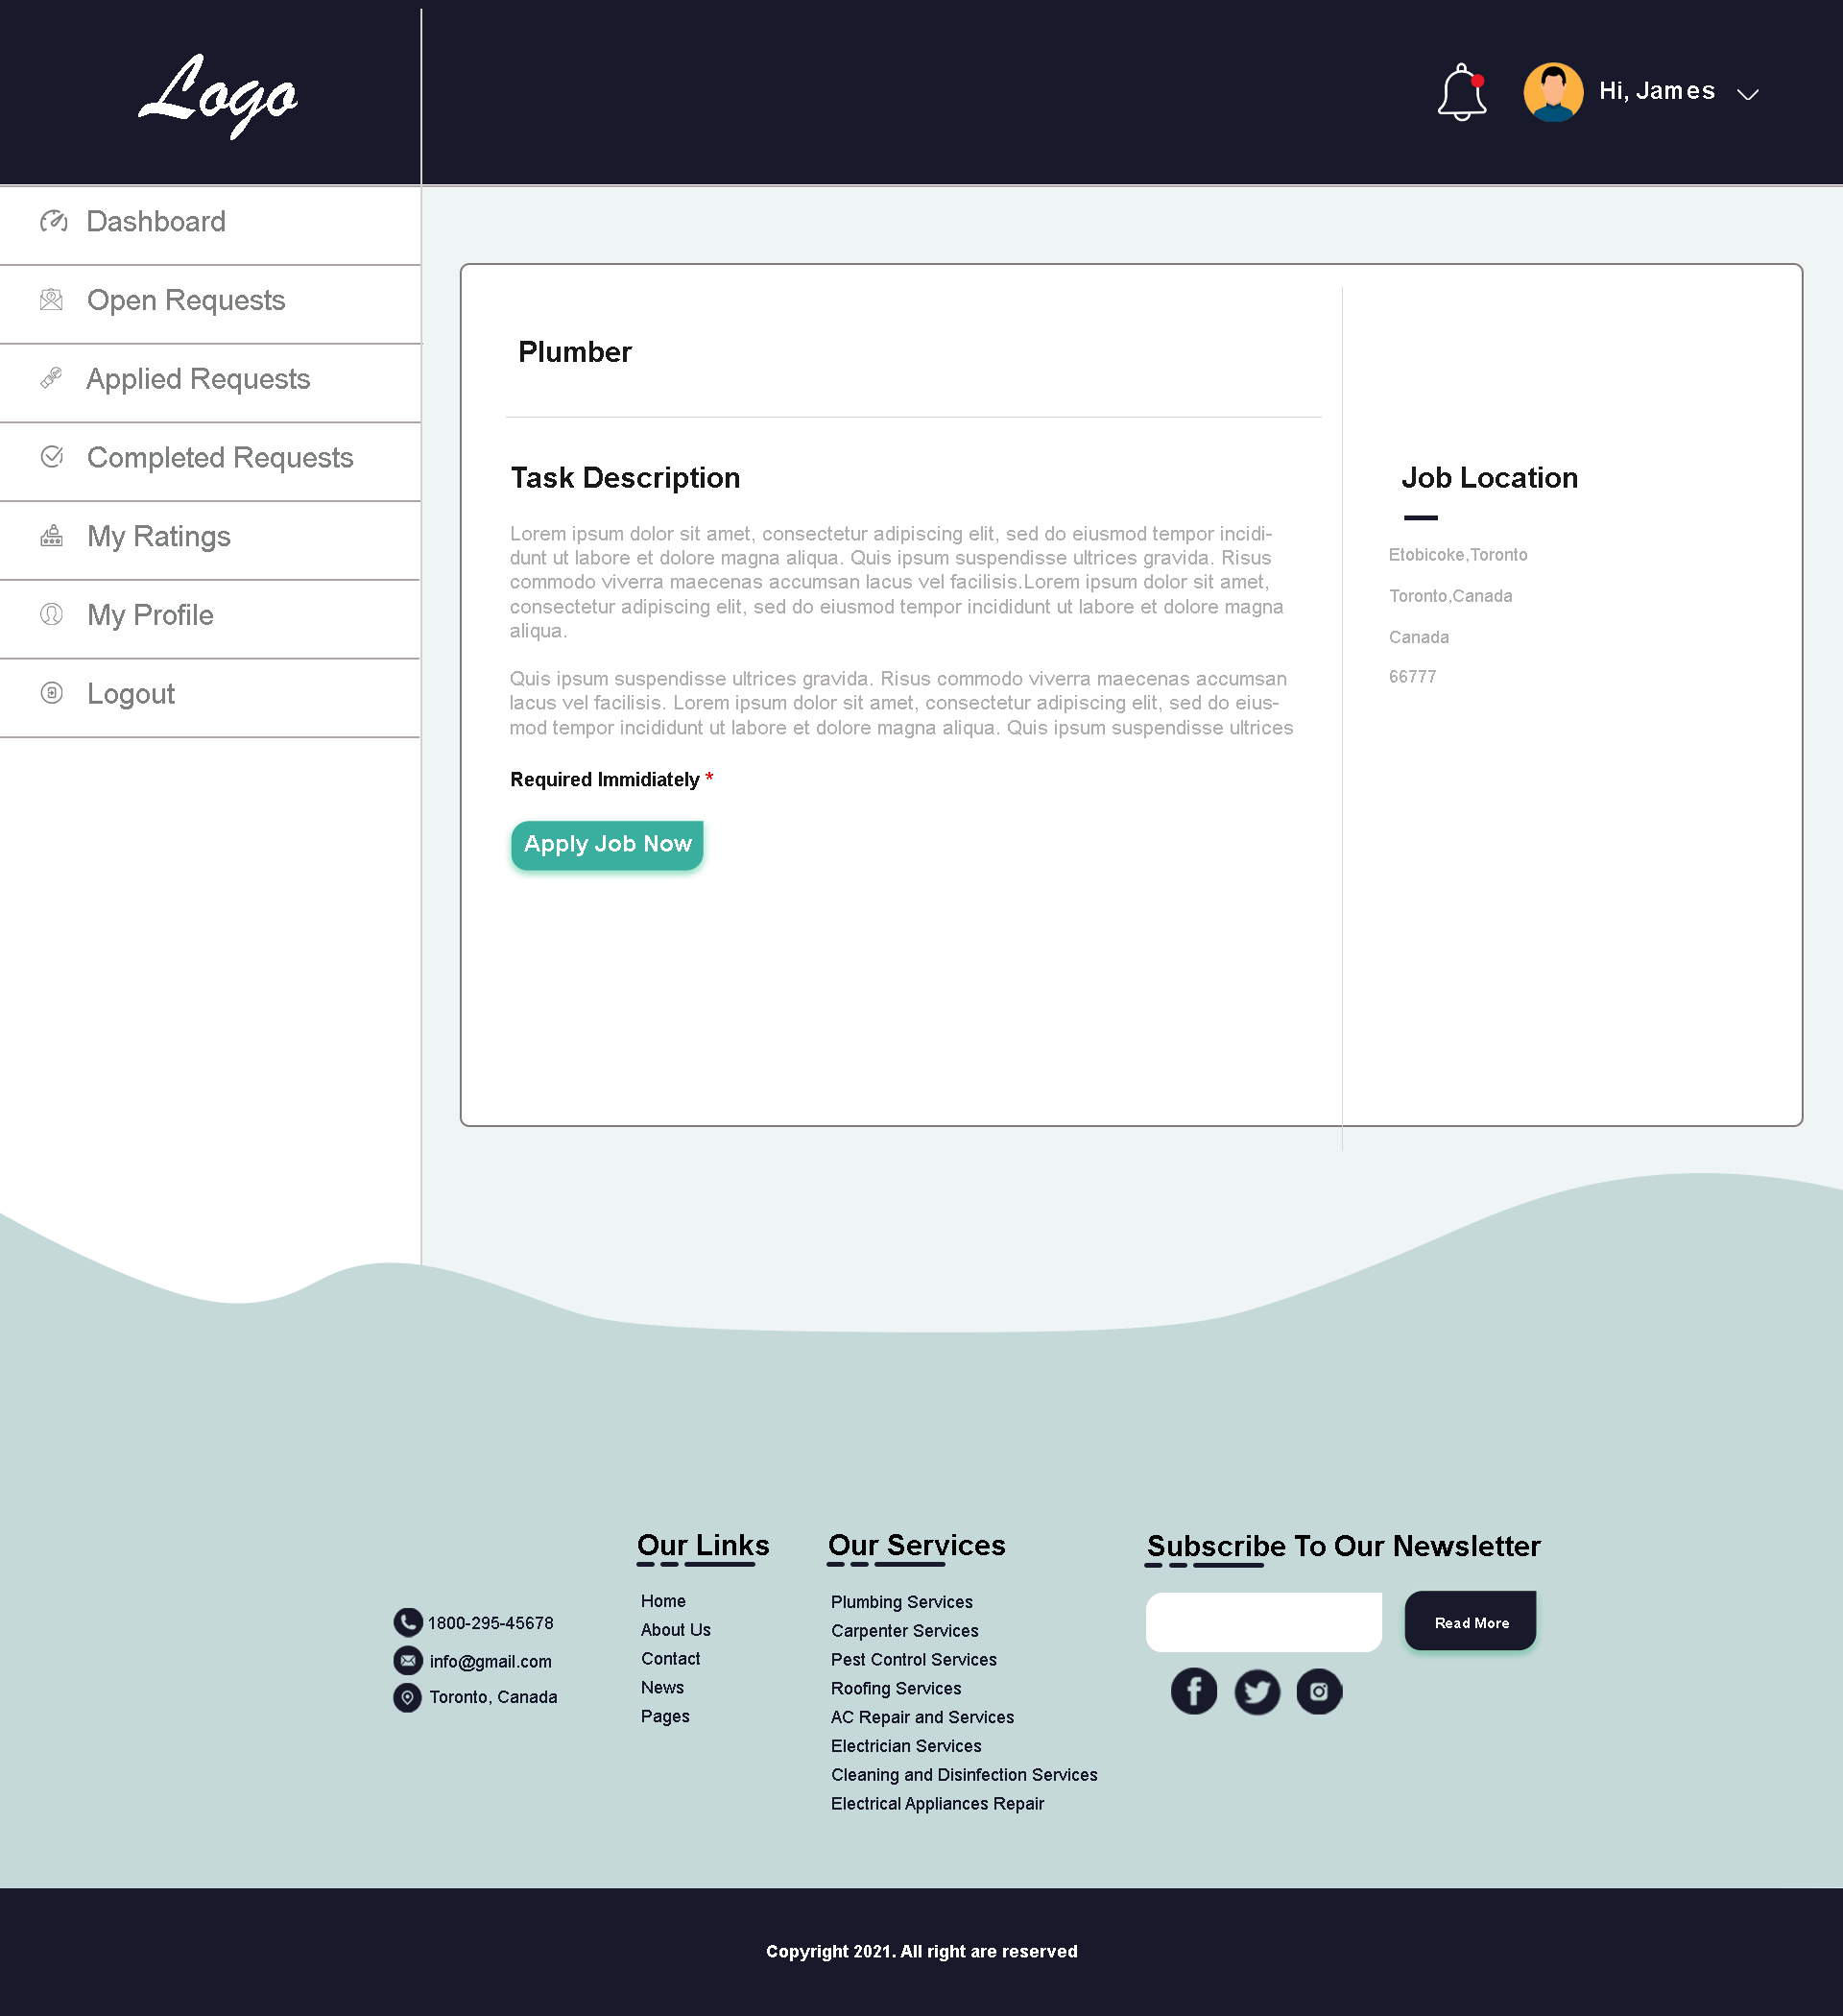 Logo
Hi, James
Dashboard
Open Requests
Applied Requests
Completed Requests
My Ratings
My Profile
Logout
Plumber
Task Description
Lorem ipsum dolor sit amet, consectetur adipiscing elit, sed do eiusmod tempor incidi-
dunt ut labore et dolore magna aliqua. Quis ipsum suspendisse ultrices gravida. Risus
commodo viverra maecenas accumsan lacus vel facilisis.Lorem ipsum dolor sit amet,
consectetur adipiscing elit, sed do eiusmod tempor incididunt ut labore et dolore magna
aliqua.
Quis ipsum suspendisse ultrices gravida. Risus commodo viverra maecenas accumsan
lacus vel facilisis. Lorem ipsum dolor sit amet, consectetur adipiscing elit, sed do eius-
mod tempor incididunt ut labore et dolore magna aliqua. Quis ipsum suspendisse ultrices
Required Immidiately *
Apply Job Now
Job Location
Etobicoke,Toronto
Toronto,Canada
Canada
66777
1800-295-45678
info@gmail.com
Toronto, Canada
Our Links
Home
About Us
Contact
News
Pages
Our Services
Plumbing Services
Carpenter Services
Pest Control Services
Roofing Services
AC Repair and Services
Electrician Services
Cleaning and Disinfection Services
Electrical Appliances Repair
Subscribe To Our Newsletter
Read More
Copyright 2021. All right are reserved